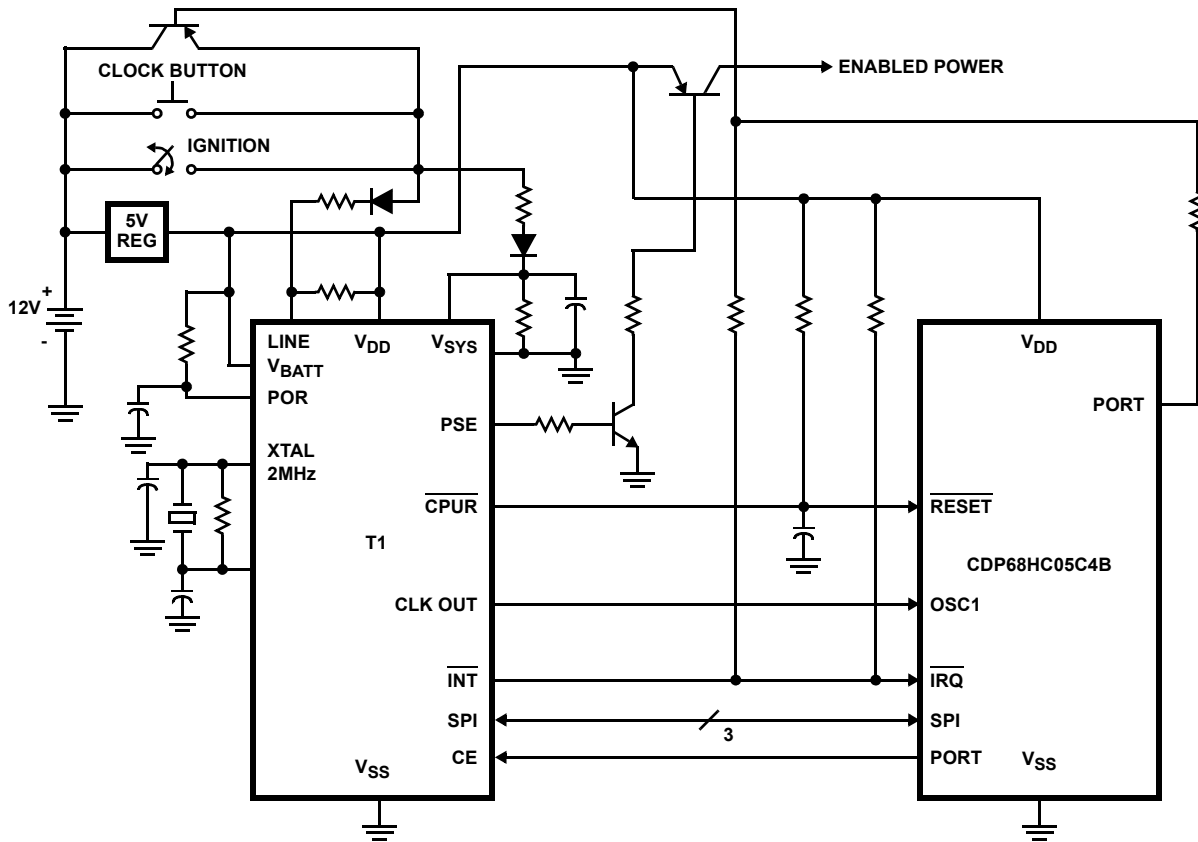 CLOCK BUTTON
ENABLED POWER
IGNITION
5V
REG
12V
+
-
LINE
VDD
VSYS
VBATT
POR
PSE
XTAL
2MHz
CPUR
T1
CLK OUT
INT
SPI
CE
VSS
3
VDD
PORT
RESET
CDP68HC05C4B
OSC1
IRQ
SPI
PORT
VSS